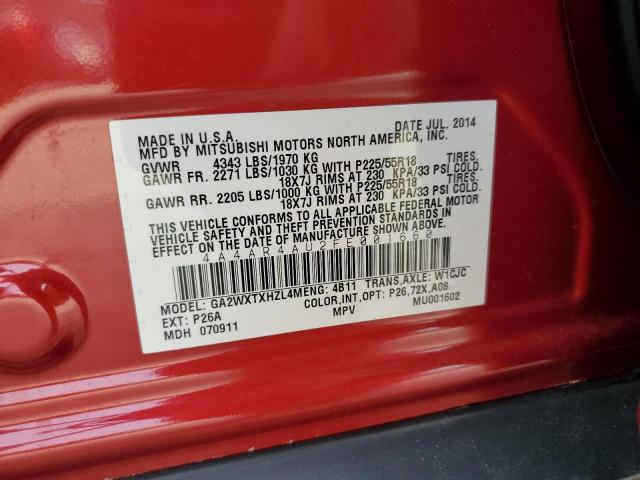 MADE IN U.S.A. DATE JUL. 2014
MFD BY MITSUBISHI MOTORS NORTH AMERICA, INC.
GVWR 4343 LBS/1970 KG
GAWR FR. 2271 LBS/1030 KG WITH P225/55R18 TIRES,
18X7J RIMS AT 230 KPA/33 PSI COLD.
GAWR RR. 2205 LBS/1000 KG WITH P225/55R18 TIRES,
18X7J RIMS AT 230 KPA/33 PSI COLD.
THIS VEHICLE CONFORMS TO ALL APPLICABLE FEDERAL MOTOR
VEHICLE SAFETY AND THEFT PREVENTION STANDARDS IN
EFFECT ON THE DATE OF MANUFACTURE SHOWN ABOVE.
4A4AR4AU2FE001660
MODEL: GA2WXTXHZL4MENG: 4B11 TRANS,AXLE: W1CJC
EXT: P26A COLOR,INT,OPT: P26,72X,A08
MDH 070911 MPV MU001602